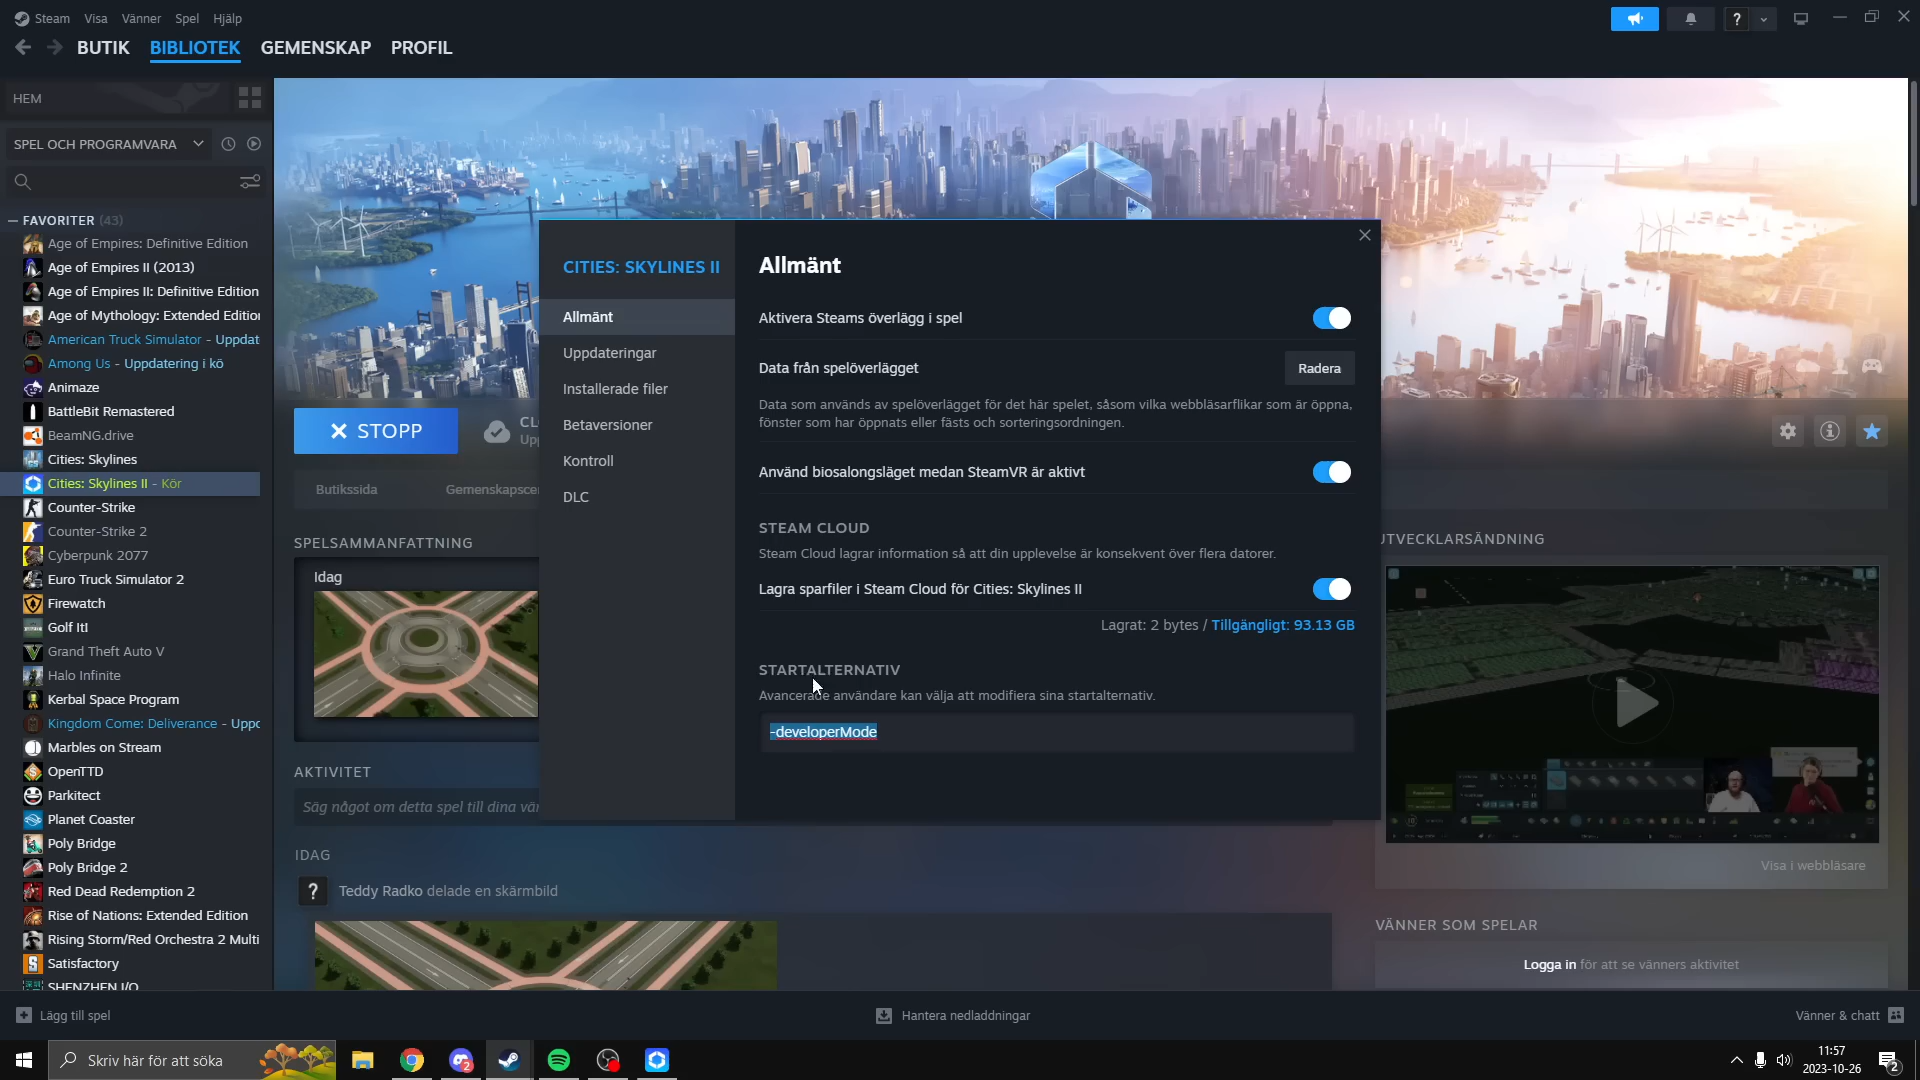 Steam Visa Vänner Spel Hjälp
?
BUTIK BIBLIOTEK GEMENSKAP PROFIL
HEM
SPEL OCH PROGRAMVARA
— FAVORITER (43)
Age of Empires: Definitive Edition
Age of Empires II (2013)
Age of Empires II: Definitive Edition
Age of Mythology: Extended Edition
American Truck Simulator - Uppdat
Among Us - Uppdatering i kö
Animaze
BattleBit Remastered
BeamNG.drive
Cities: Skylines
Cities: Skylines II - Kör
Counter-Strike
Counter-Strike 2
Cyberpunk 2077
Euro Truck Simulator 2
Firewatch
Golf It!
Grand Theft Auto V
Halo Infinite
Kerbal Space Program
Kingdom Come: Deliverance - Uppd
Marbles on Stream
OpenTTD
Parkitect
Planet Coaster
Poly Bridge
Poly Bridge 2
Red Dead Redemption 2
Rise of Nations: Extended Edition
Rising Storm/Red Orchestra 2 Multi
Satisfactory
SHENZHEN I/O
STOPP
CL
Upp
Butikssida Gemenskapscen
SPELSAMMANFATTNING
Idag
AKTIVITET
Säg något om detta spel till dina vän
IDAG
? Teddy Radko delade en skärmbild
CITIES: SKYLINES II
Allmänt
Uppdateringar
Installerade filer
Betaversioner
Kontroll
DLC
Allmänt
Aktivera Steams överlägg i spel
Data från spelöverlägget
Radera
Data som används av spelöverlägget för det här spelet, såsom vilka webbläsarflikar som är öppna,
fönster som har öppnats eller fästs och sorteringsordningen.
Använd biosalongsläget medan SteamVR är aktivt
STEAM CLOUD
Steam Cloud lagrar information så att din upplevelse är konsekvent över flera datorer.
Lagra sparfiler i Steam Cloud för Cities: Skylines II
Lagrat: 2 bytes / Tillgängligt: 93.13 GB
STARTALTERNATIV
Avancerade användare kan välja att modifiera sina startalternativ.
-developerMode
UTVECKLARSÄNDNING
Visa i webbläsare
VÄNNER SOM SPELAR
Logga in för att se vänners aktivitet
Lägg till spel
Hantera nedladdningar
Vänner & chatt
Skriv här för att söka
2
11:57
2023-10-26
2